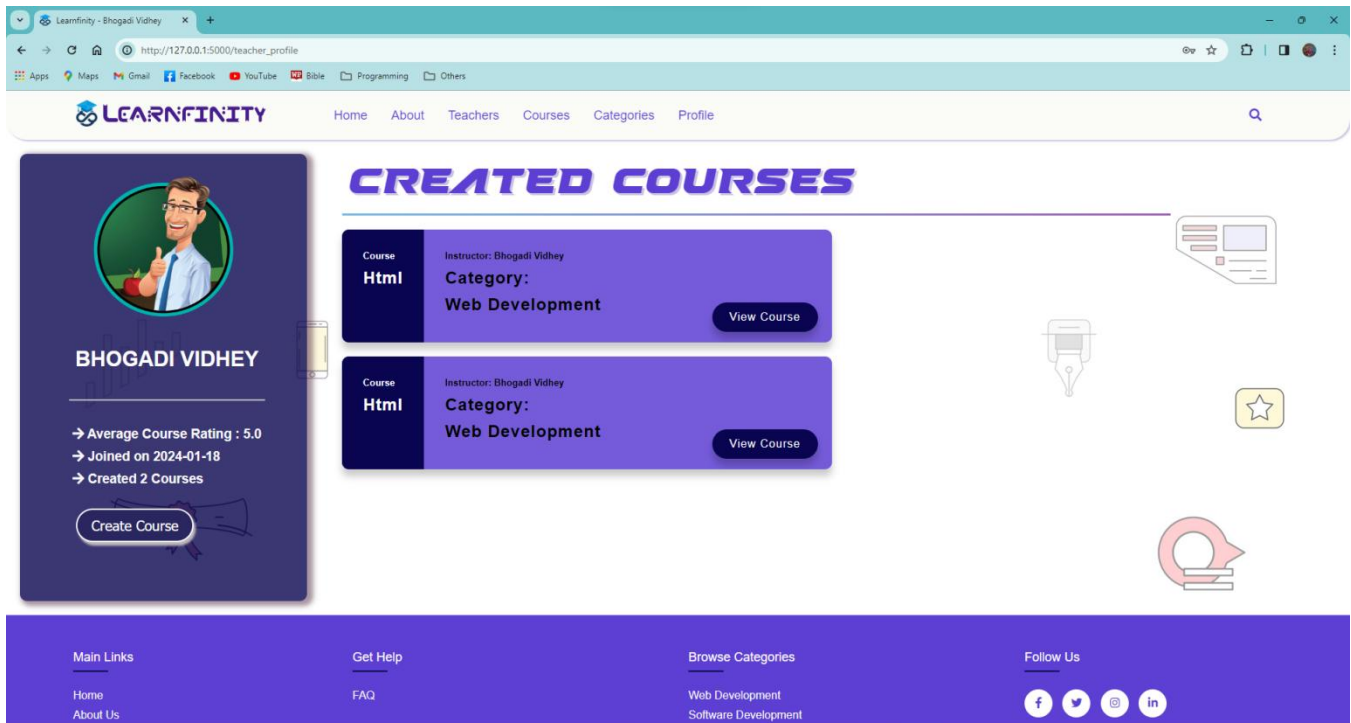 Learnfinity - Bhogadi Vidhey
http://127.0.0.1:5000/teacher_profile
Apps Maps Gmail Facebook YouTube Bible Programming Others
LEARNFINITY Home About Teachers Courses Categories Profile
CREATED COURSES
Course
Html
Instructor: Bhogadi Vidhey
Category:
Web Development
View Course
Course
Html
Instructor: Bhogadi Vidhey
Category:
Web Development
View Course
BHOGADI VIDHEY
→ Average Course Rating : 5.0
→ Joined on 2024-01-18
→ Created 2 Courses
Create Course
Main Links
Home
About Us
Get Help
FAQ
Browse Categories
Web Development
Software Development
Follow Us